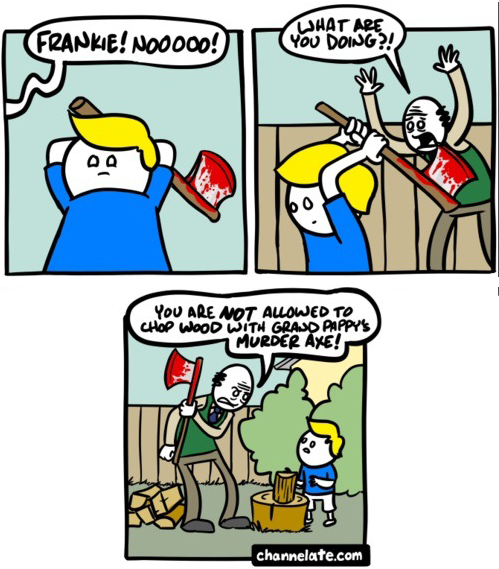 FRANKIE! NOOOOO!
WHAT ARE
YOU DOING?!
YOU ARE NOT ALLOWED TO
CHOP WOOD WITH GRAND PAPPY'S
MURDER AXE!
channelate.com